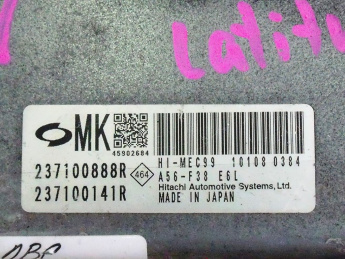 Latitu
MK
45902684
HI-MEC99 10108 0384
237100888R 464 A56-F38 E6L
237100141R Hitachi Automotive Systems, Ltd.
MADE IN JAPAN